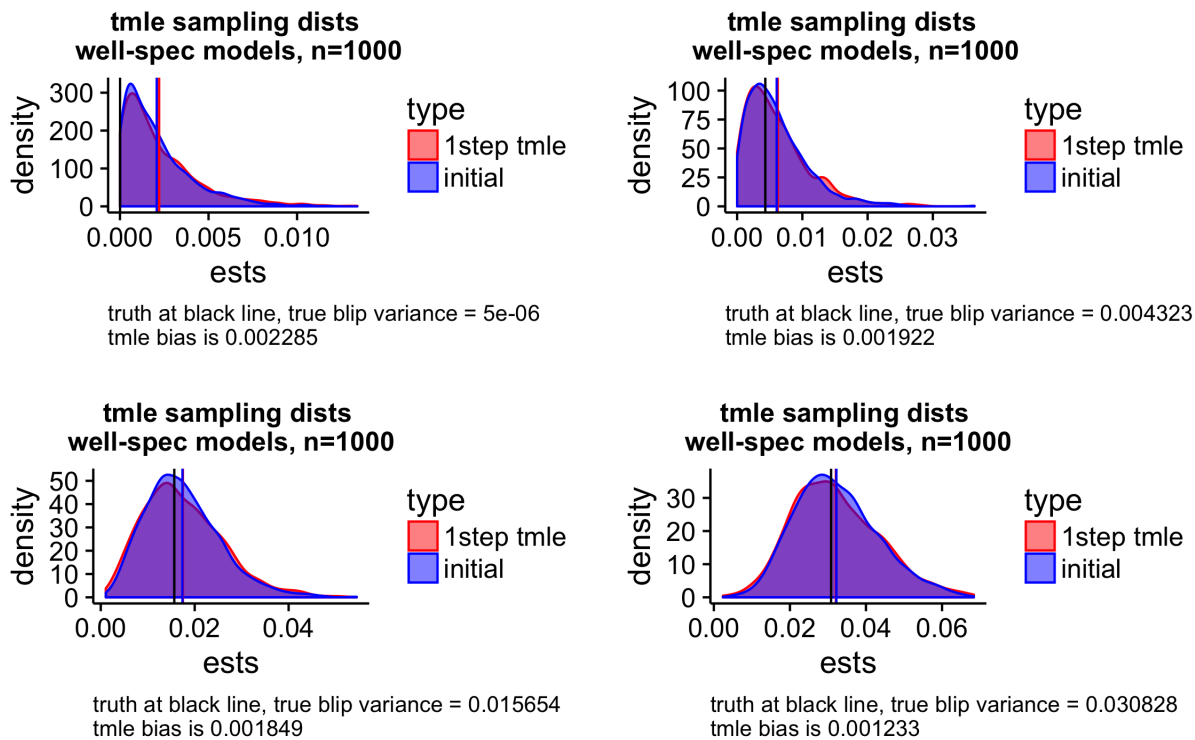 tmle sampling dists
well-spec models, n=1000
density
300
200
100
0
0.000 0.005 0.010
ests
type
1step tmle
initial
truth at black line, true blip variance = 5e-06
tmle bias is 0.002285
tmle sampling dists
well-spec models, n=1000
density
100
75
50
25
0
0.00 0.01 0.02 0.03
ests
type
1step tmle
initial
truth at black line, true blip variance = 0.004323
tmle bias is 0.001922
tmle sampling dists
well-spec models, n=1000
density
50
40
30
20
10
0
0.00 0.02 0.04
ests
type
1step tmle
initial
truth at black line, true blip variance = 0.015654
tmle bias is 0.001849
tmle sampling dists
well-spec models, n=1000
density
30
20
10
0
0.00 0.02 0.04 0.06
ests
type
1step tmle
initial
truth at black line, true blip variance = 0.030828
tmle bias is 0.001233